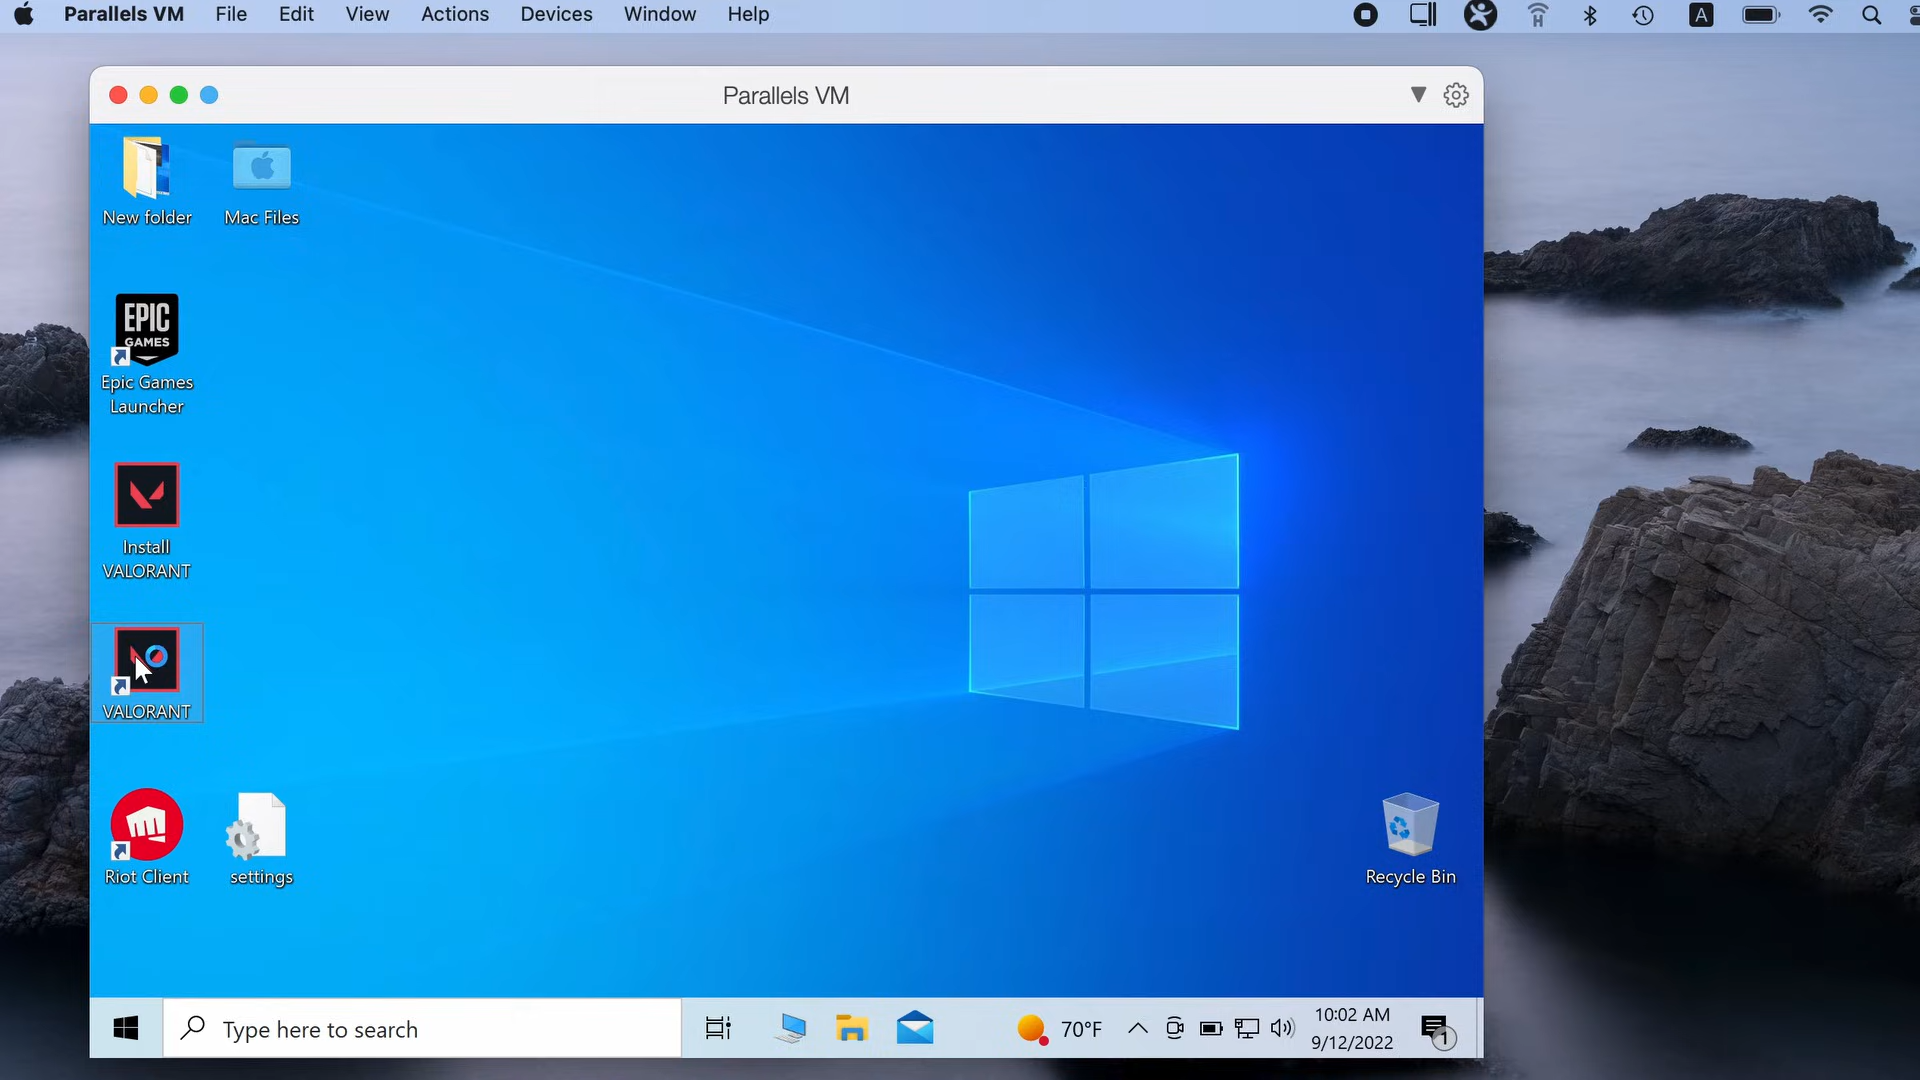 Parallels VM File Edit View Actions Devices Window Help A
Parallels VM
New folder
Mac Files
EPIC
GAMES
Epic Games
Launcher
Install
VALORANT
VALORANT
Riot Client
settings
Recycle Bin
Type here to search
70°F
10:02 AM
9/12/2022
1